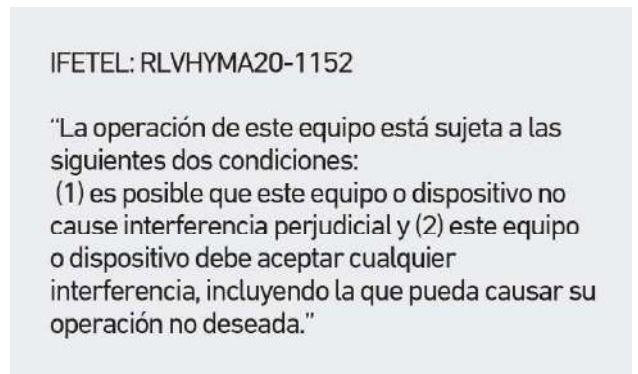 IFETEL: RLVHYMA20-1152
“La operación de este equipo está sujeta a las
siguientes dos condiciones:
(1) es posible que este equipo o dispositivo no
cause interferencia perjudicial y (2) este equipo
o dispositivo debe aceptar cualquier
interferencia, incluyendo la que pueda causar su
operación no deseada.”